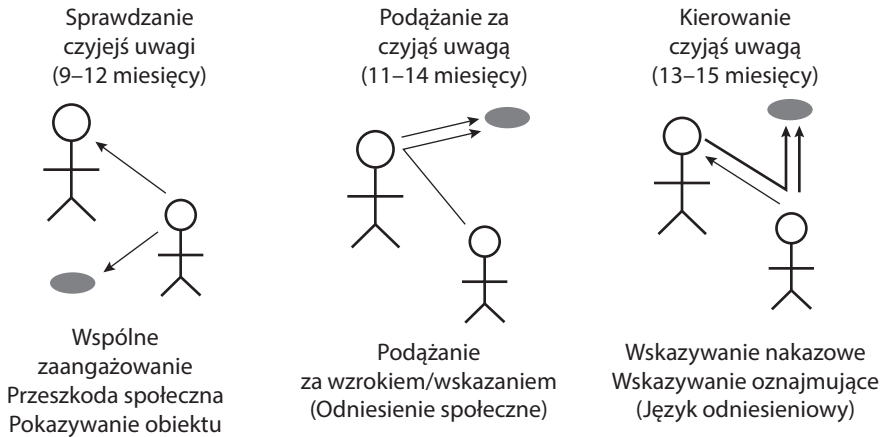 Sprawdzanie
czyjejś uwagi
(9–12 miesięcy)
Podążanie za
czyjąś uwagą
(11–14 miesięcy)
Kierowanie
czyjąś uwagą
(13–15 miesięcy)
Wspólne
zaangażowanie
Przeszkoda społeczna
Pokazywanie obiektu
Podążanie
za wzrokiem/wskazaniem
(Odniesienie społeczne)
Wskazywanie nakazowe
Wskazywanie oznajmujące
(Język odniesieniowy)